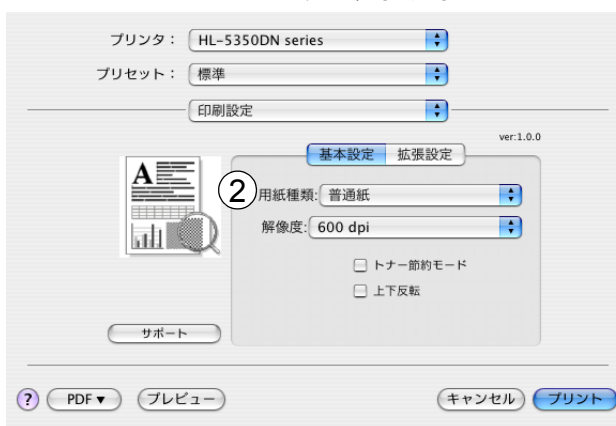 プリンタ： HL-5350DN series
プリセット： 標準
印刷設定
ver:1.0.0
基本設定 拡張設定
A
② 用紙種類: 普通紙
解像度: 600 dpi
トナー節約モード
上下反転
サポート
? PDF▼ プレビュー キャンセル プリント